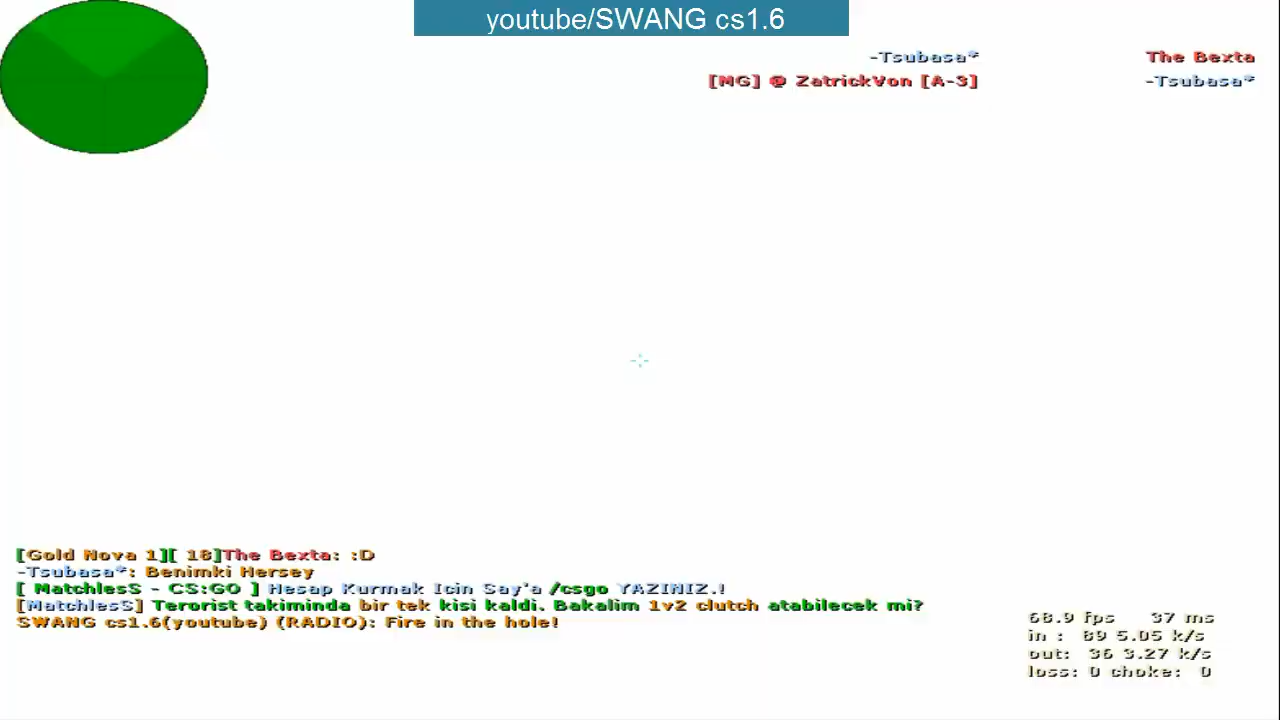 youtube/SWANG cs1.6
-Tsubasa* The Bexta
[MG] @ ZatrickVon [A-3] -Tsubasa*
[Gold Nova 1][ 18]The Bexta: :D
-Tsubasa*: Benimki Hersey
[ MatchlesS - CS:GO ] Hesap Kurmak Icin Say'a /csgo YAZINIZ.!
[MatchlesS] Terorist takiminda bir tek kisi kaldi. Bakalim 1v2 clutch atabilecek mi?
SWANG cs1.6(youtube) (RADIO): Fire in the hole!
68.9 fps 37 ms
in : 89 5.05 k/s
out: 36 3.27 k/s
loss: 0 choke: 0